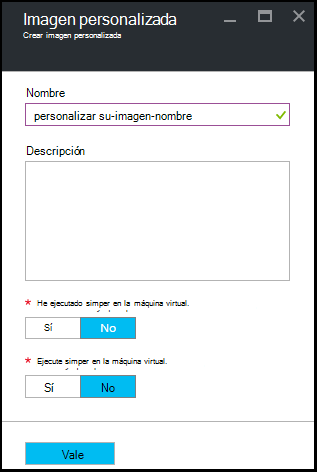 Imagen personalizada
Crear imagen personalizada
Nombre
personalizar su-imagen-nombre
Descripción
* He ejecutado simper en la máquina virtual.
Sí No
* Ejecute simper en la máquina virtual.
Sí No
Vale